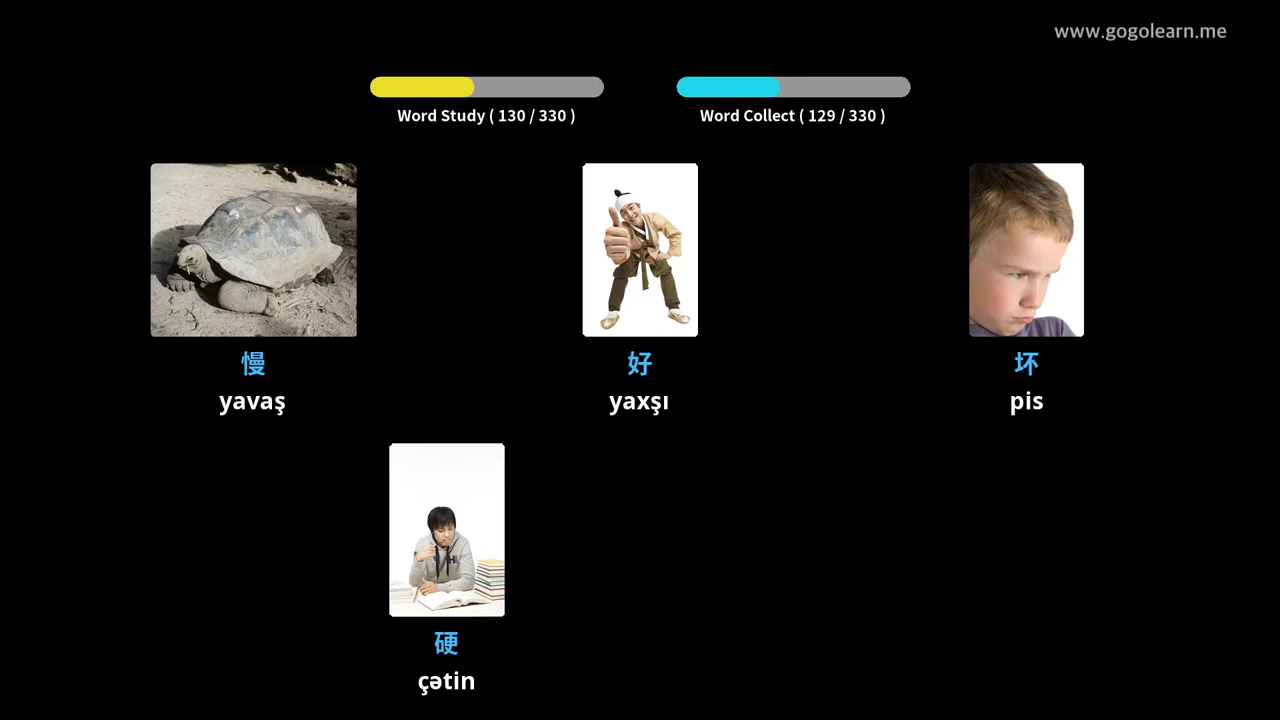 www.gogolearn.me
Word Study ( 130 / 330 )
Word Collect ( 129 / 330 )
慢
yavaş
好
yaxşı
坏
pis
硬
çətin